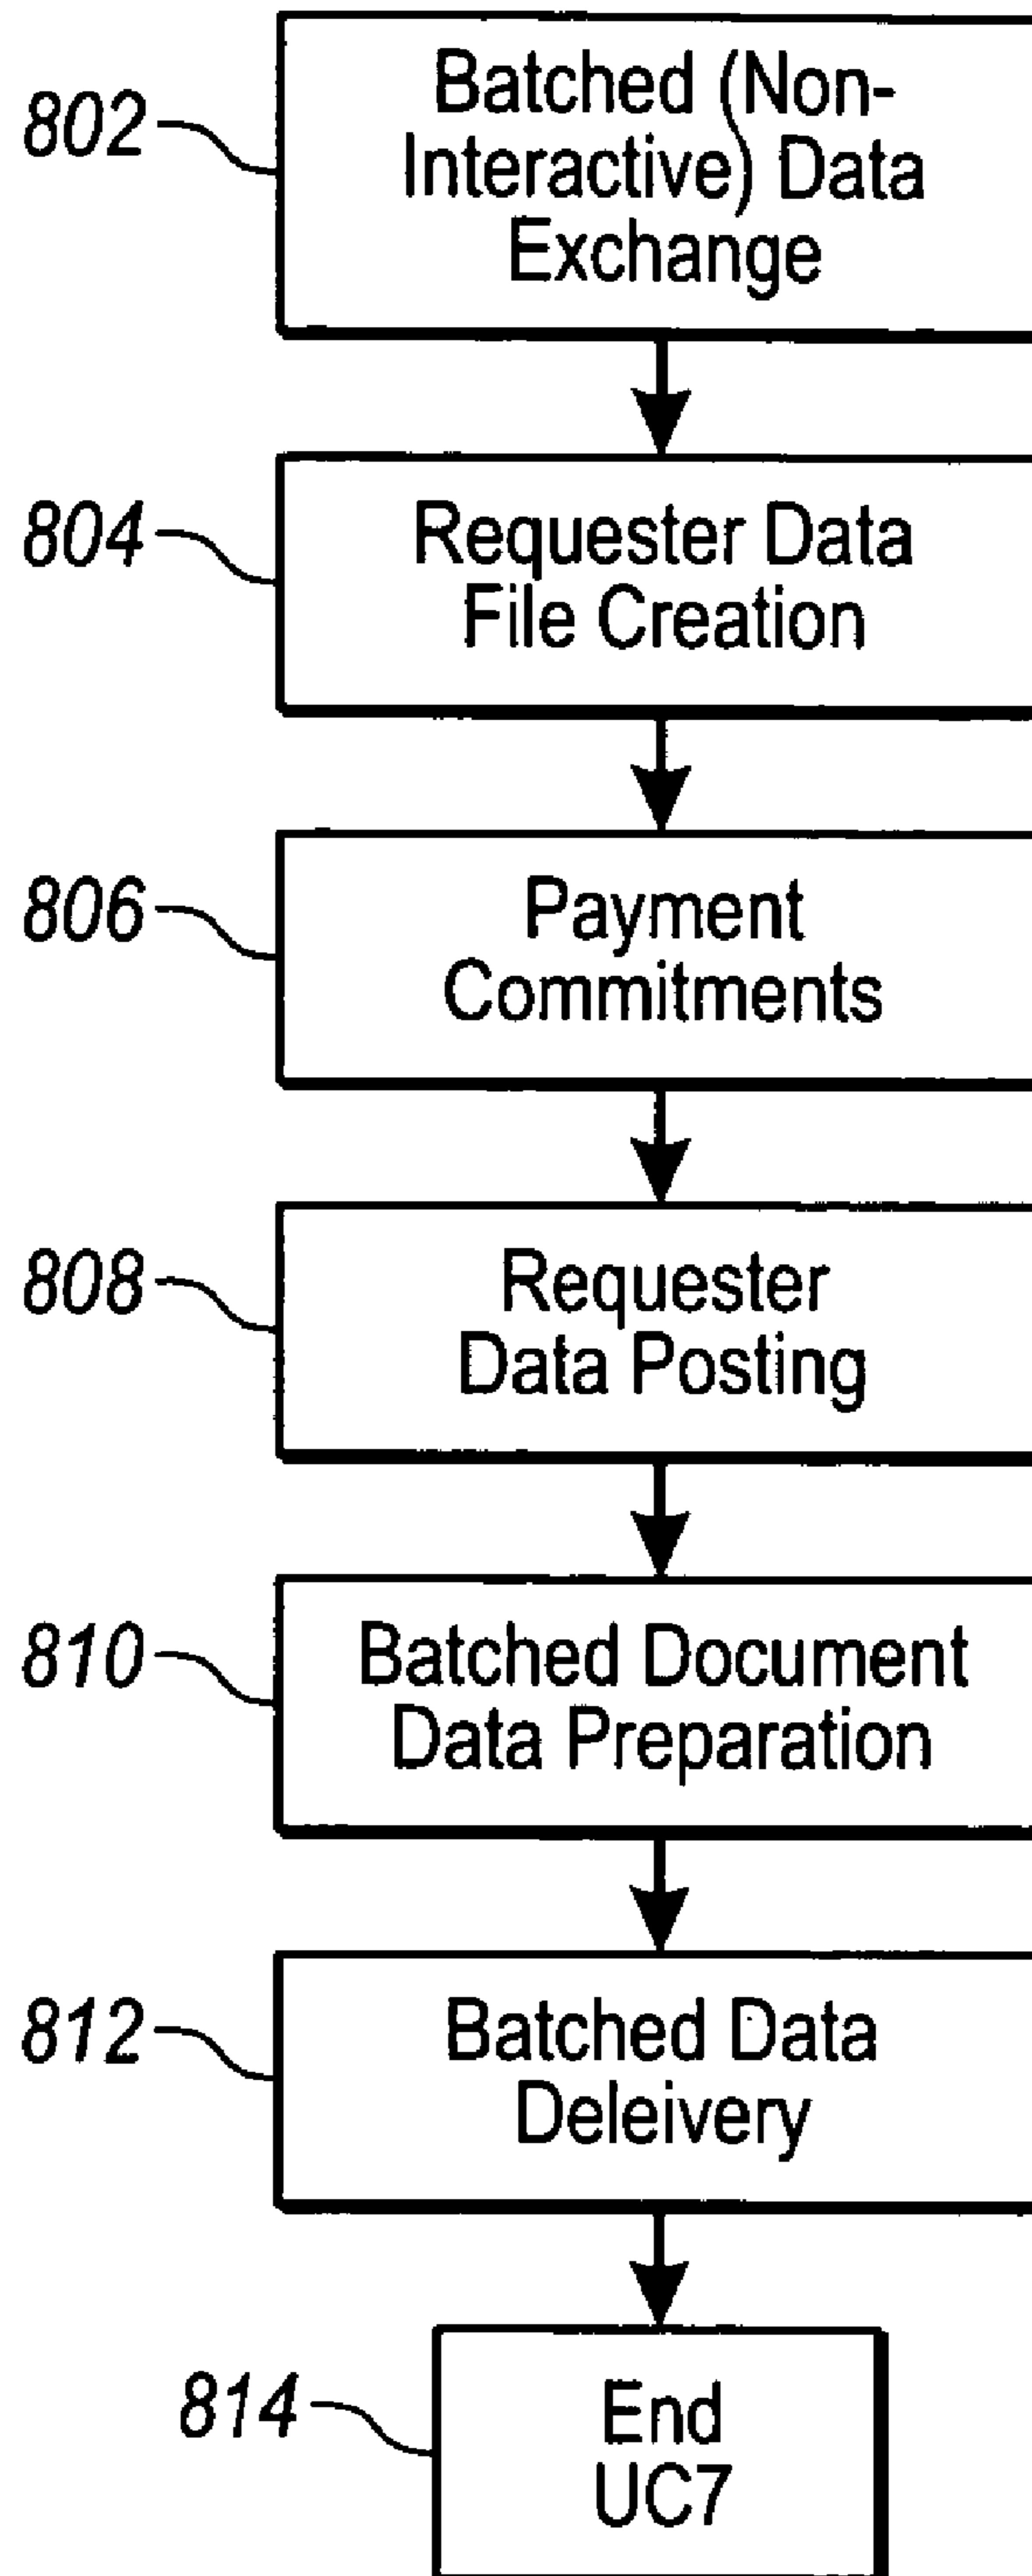 802
Batched (Non-
Interactive) Data
Exchange
804
Requester Data
File Creation
806
Payment
Commitments
808
Requester
Data Posting
810
Batched Document
Data Preparation
812
Batched Data
Deleivery
814
End
UC7